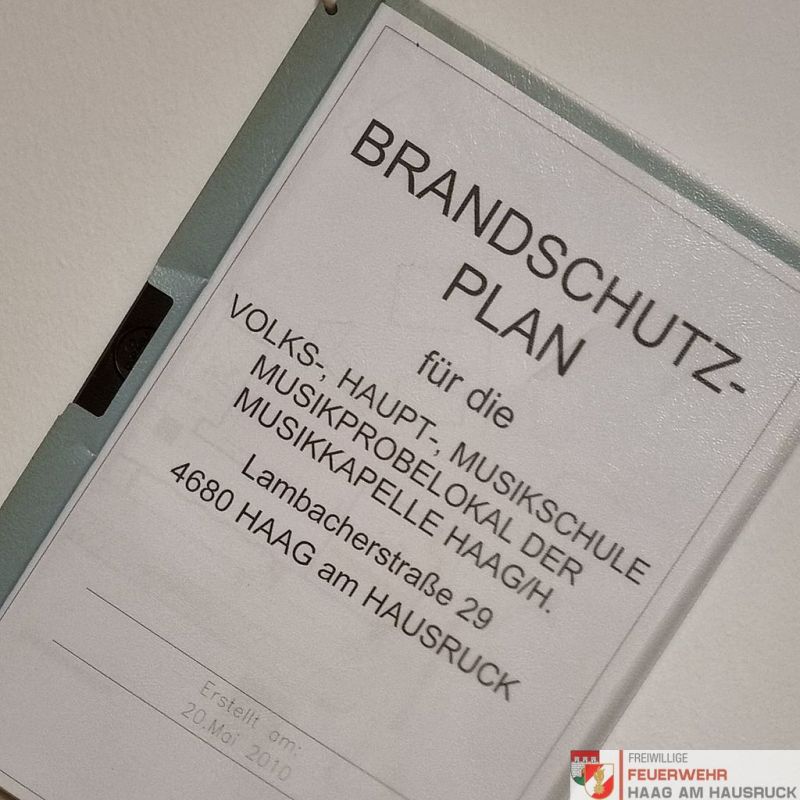 BRANDSCHUTZ-
PLAN
für die
VOLKS-, HAUPT-, MUSIKSCHULE
MUSIKPROBELOKAL DER
MUSIKKAPELLE HAAG/H.
Lambacherstraße 29
4680 HAAG am HAUSRUCK
Erstellt am:
20.Mai 2010
FREIWILLIGE
FEUERWEHR
HAAG AM HAUSRUCK